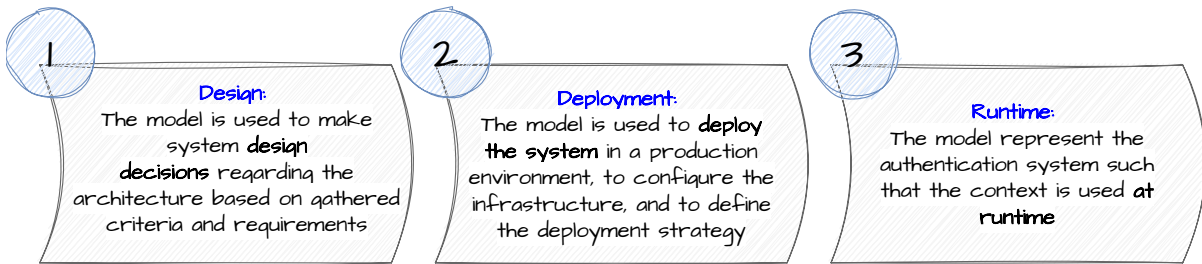 1
Design:
The model is used to make
system design
decisions regarding the
architecture based on gathered
criteria and requirements
2
Deployment:
The model is used to deploy
the system in a production
environment, to configure the
infrastructure, and to define
the deployment strategy
3
Runtime:
The model represent the
authentication system such
that the context is used at
runtime